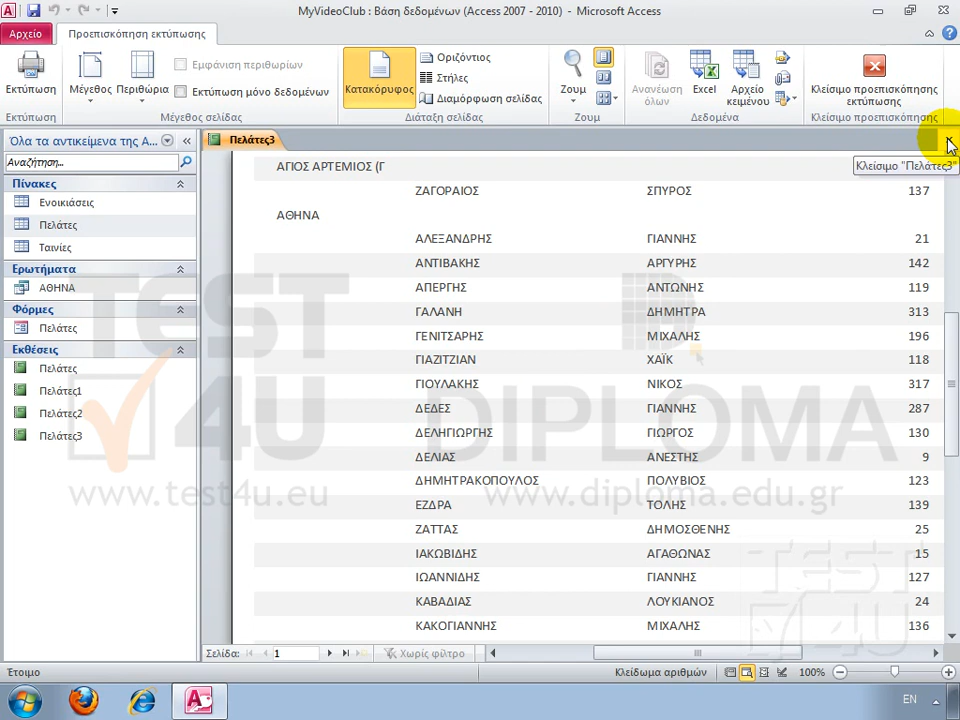 MyVideoClub : Βάση δεδομένων (Access 2007 - 2010) - Microsoft Access
Αρχείο Προεπισκόπηση εκτύπωσης
Εκτύπωση Μέγεθος Περιθώρια Εμφάνιση περιθωρίου Εκτύπωση μόνο δεδομένων Κατακόρυφος Οριζόντιος Στήλες Διαμόρφωση σελίδας Ζουμ Ανανέωση όλων Excel Αρχείο κειμένου Κλείσιμο προεπισκόπησης εκτύπωσης
Εκτύπωση Μέγεθος σελίδας Διάταξη σελίδας Ζουμ Δεδομένα Κλείσιμο προεπισκόπησης
Όλα τα αντικείμενα της Α... Πελάτες3
Αναζήτηση...
Κλείσιμο "Πελάτες3"
Πίνακες
Ενοικιάσεις
Πελάτες
Ταινίες
Ερωτήματα
ΑΘΗΝΑ
Φόρμες
Πελάτες
Εκθέσεις
Πελάτες
Πελάτες1
Πελάτες2
Πελάτες3
ΑΓΙΟΣ ΑΡΤΕΜΙΟΣ (Γ
ΖΑΓΟΡΑΙΟΣ ΣΠΥΡΟΣ 137
ΑΘΗΝΑ
ΑΛΕΞΑΝΔΡΗΣ ΓΙΑΝΝΗΣ 21
ΑΝΤΙΒΑΚΗΣ ΑΡΓΥΡΗΣ 142
ΑΠΕΡΓΗΣ ΑΝΤΩΝΗΣ 119
ΓΑΛΑΝΗ ΔΗΜΗΤΡΑ 313
ΓΕΝΙΤΣΑΡΗΣ ΜΙΧΑΛΗΣ 196
ΓΙΑΖΙΤΖΙΑΝ ΧΑΪΚ 118
ΓΙΟΥΛΑΚΗΣ ΝΙΚΟΣ 317
ΔΕΔΕΣ ΓΙΑΝΝΗΣ 287
ΔΕΛΗΓΙΩΡΓΗΣ ΓΙΩΡΓΟΣ 130
ΔΕΛΙΑΣ ΑΝΕΣΤΗΣ 9
ΔΗΜΗΤΡΑΚΟΠΟΥΛΟΣ ΠΟΛΥΒΙΟΣ 123
ΕΖΔΡΑ ΤΟΛΗΣ 139
ΖΑΤΤΑΣ ΔΗΜΟΣΘΕΝΗΣ 25
ΙΑΚΩΒΙΔΗΣ ΑΓΑΘΩΝΑΣ 15
ΙΩΑΝΝΙΔΗΣ ΓΙΑΝΝΗΣ 127
ΚΑΒΑΔΙΑΣ ΛΟΥΚΙΑΝΟΣ 24
ΚΑΚΟΓΙΑΝΝΗΣ ΜΙΧΑΛΗΣ 136
TEST 4U
DIPLOMA
www.test4u.eu www.diploma.edu.gr
TEST 4U
Σελίδα: 1 Χωρίς φίλτρο
Έτοιμο Κλείδωμα αριθμών 100%
EN